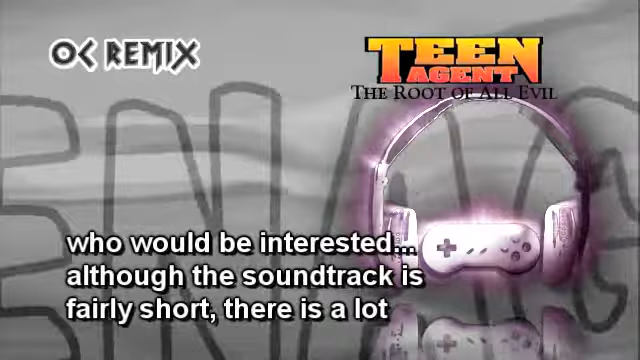 OC REMIX
TEEN
AGENT
THE ROOT OF ALL EVIL
who would be interested...
although the soundtrack is
fairly short, there is a lot